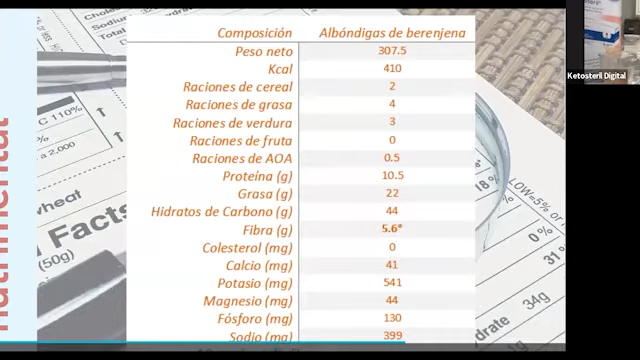 Composición Albóndigas de berenjena
Peso neto 307.5
Kcal 410
Raciones de cereal 2
Raciones de grasa 4
Raciones de verdura 3
Raciones de fruta 0
Raciones de AOA 0.5
Proteína (g) 10.5
Grasa (g) 22
Hidratos de Carbono (g) 44
Fibra (g) 5.6*
Colesterol (mg) 0
Calcio (mg) 41
Potasio (mg) 541
Magnesio (mg) 44
Fósforo (mg) 130
Sodio (mg) 399
Ketosteril Digital
nutrimental
C 110%
2,000
wheat
Facts
(50g)
18%
LOW=5% or
0%
31
34g
1g